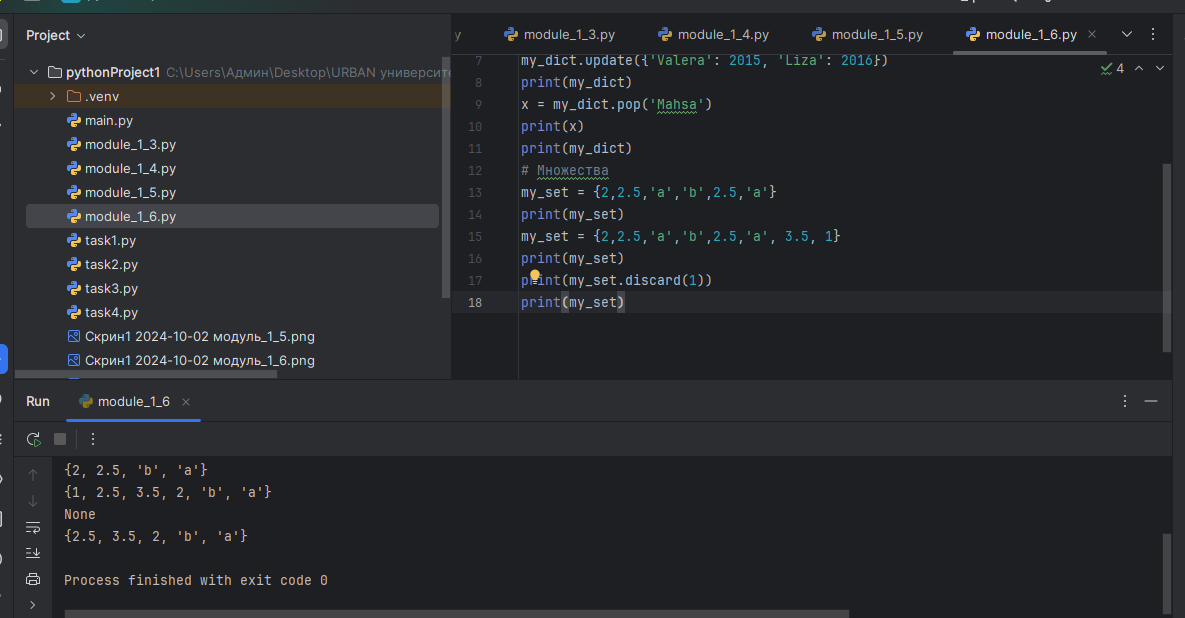 Project
pythonProject1 C:\Users\Админ\Desktop\URBAN университе
.venv
main.py
module_1_3.py
module_1_4.py
module_1_5.py
module_1_6.py
task1.py
task2.py
task3.py
task4.py
Скрин1 2024-10-02 модуль_1_5.png
Скрин1 2024-10-02 модуль_1_6.png
y module_1_3.py module_1_4.py module_1_5.py module_1_6.py
4
7 my_dict.update({'Valera': 2015, 'Liza': 2016})
8 print(my_dict)
9 x = my_dict.pop('Mahsa')
10 print(x)
11 print(my_dict)
12 # Множества
13 my_set = {2,2.5,'a','b',2.5,'a'}
14 print(my_set)
15 my_set = {2,2.5,'a','b',2.5,'a', 3.5, 1}
16 print(my_set)
17 print(my_set.discard(1))
18 print(my_set)
Run module_1_6
{2, 2.5, 'b', 'a'}
{1, 2.5, 3.5, 2, 'b', 'a'}
None
{2.5, 3.5, 2, 'b', 'a'}
Process finished with exit code 0